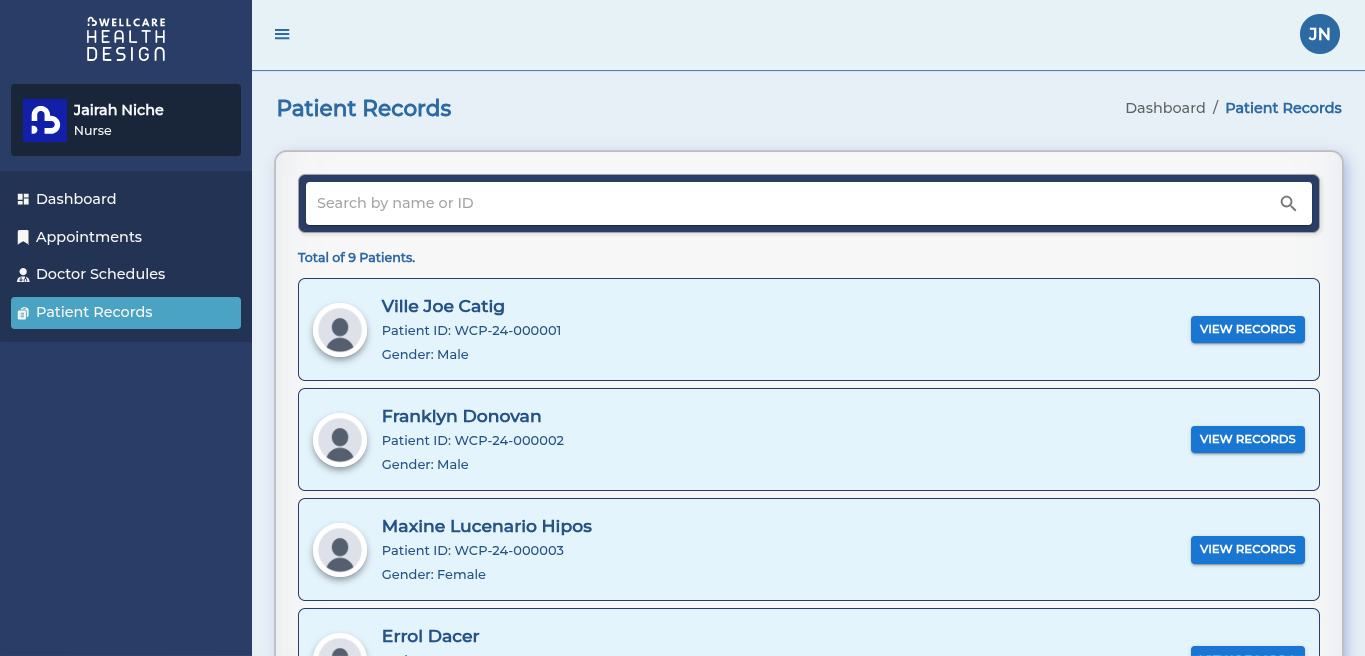 WELLCARE
HEALTH
DESIGN
JN
Jairah Niche
Nurse
Dashboard
Appointments
Doctor Schedules
Patient Records
Patient Records
Dashboard / Patient Records
Search by name or ID
Total of 9 Patients.
Ville Joe Catig
Patient ID: WCP-24-000001
Gender: Male
VIEW RECORDS
Franklyn Donovan
Patient ID: WCP-24-000002
Gender: Male
VIEW RECORDS
Maxine Lucenario Hipos
Patient ID: WCP-24-000003
Gender: Female
VIEW RECORDS
Errol Dacer